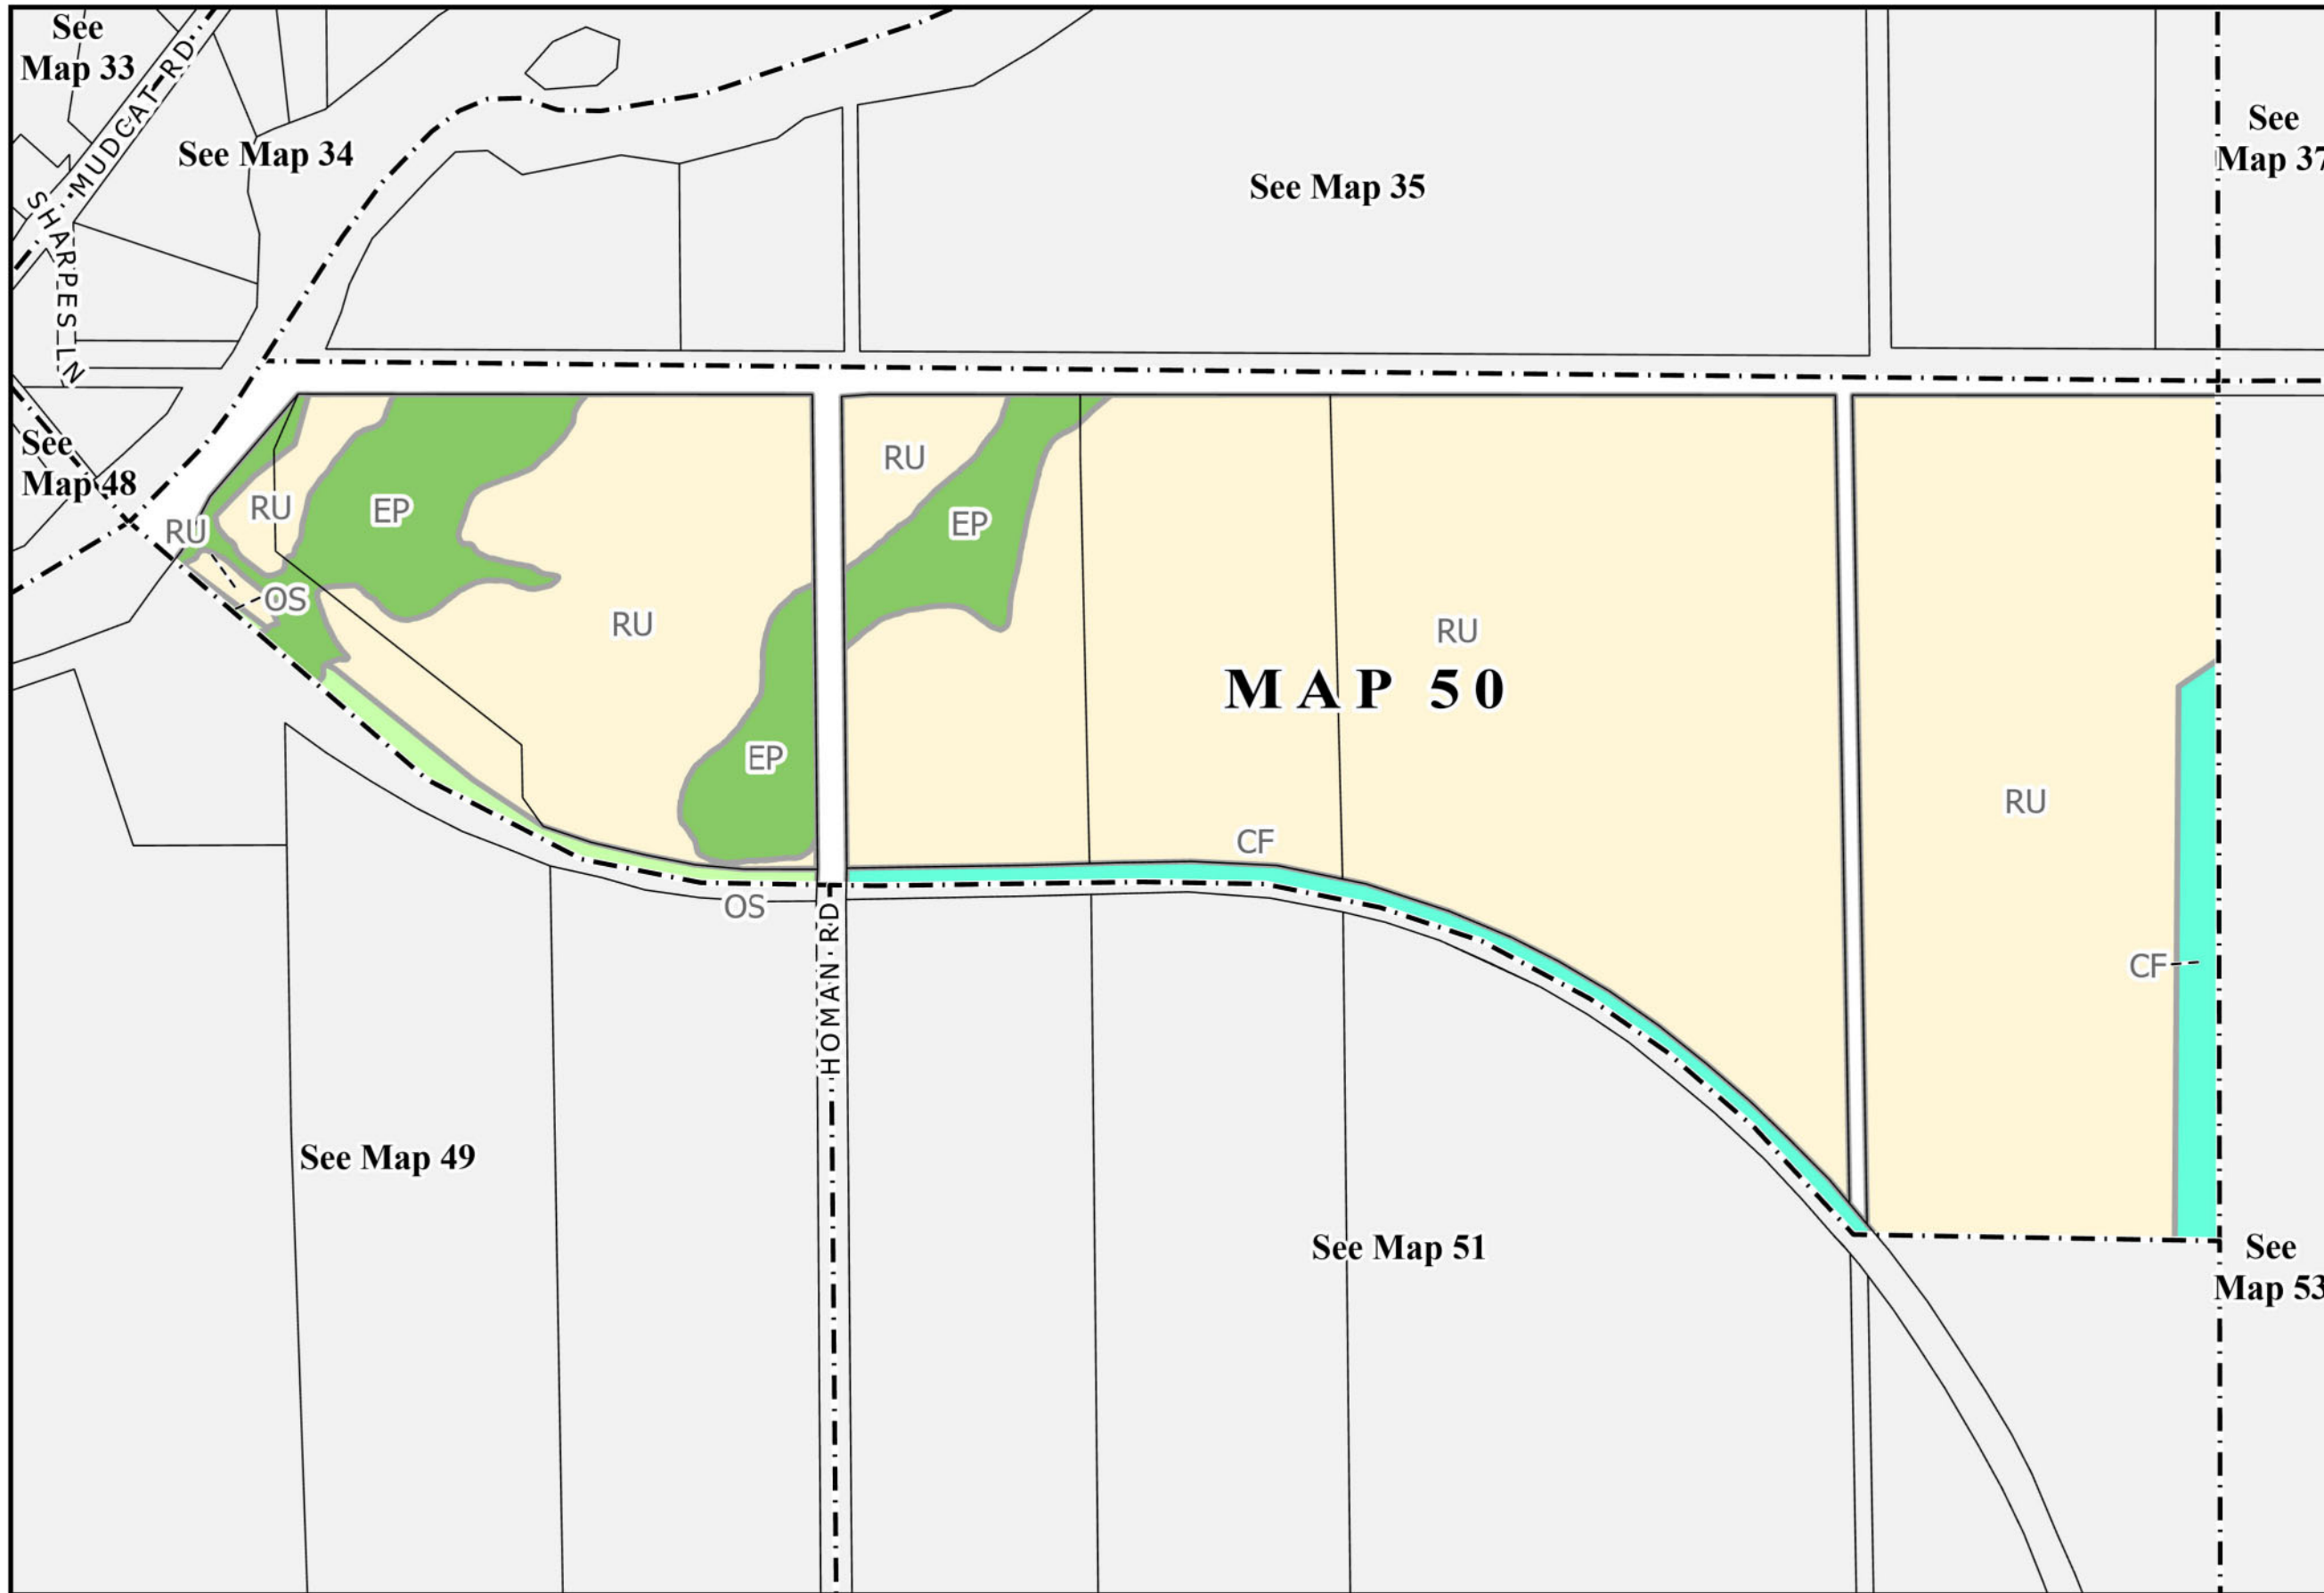 See
Map 33
MUDCAT RD
See Map 34
See
Map 37
See Map 35
SHARPES LN
See
Map 48
RU
RU
EP
RU
EP
OS
RU
RU
MAP 50
EP
RU
CF
OS
HOMAN RD
CF
See Map 49
See Map 51
See
Map 53